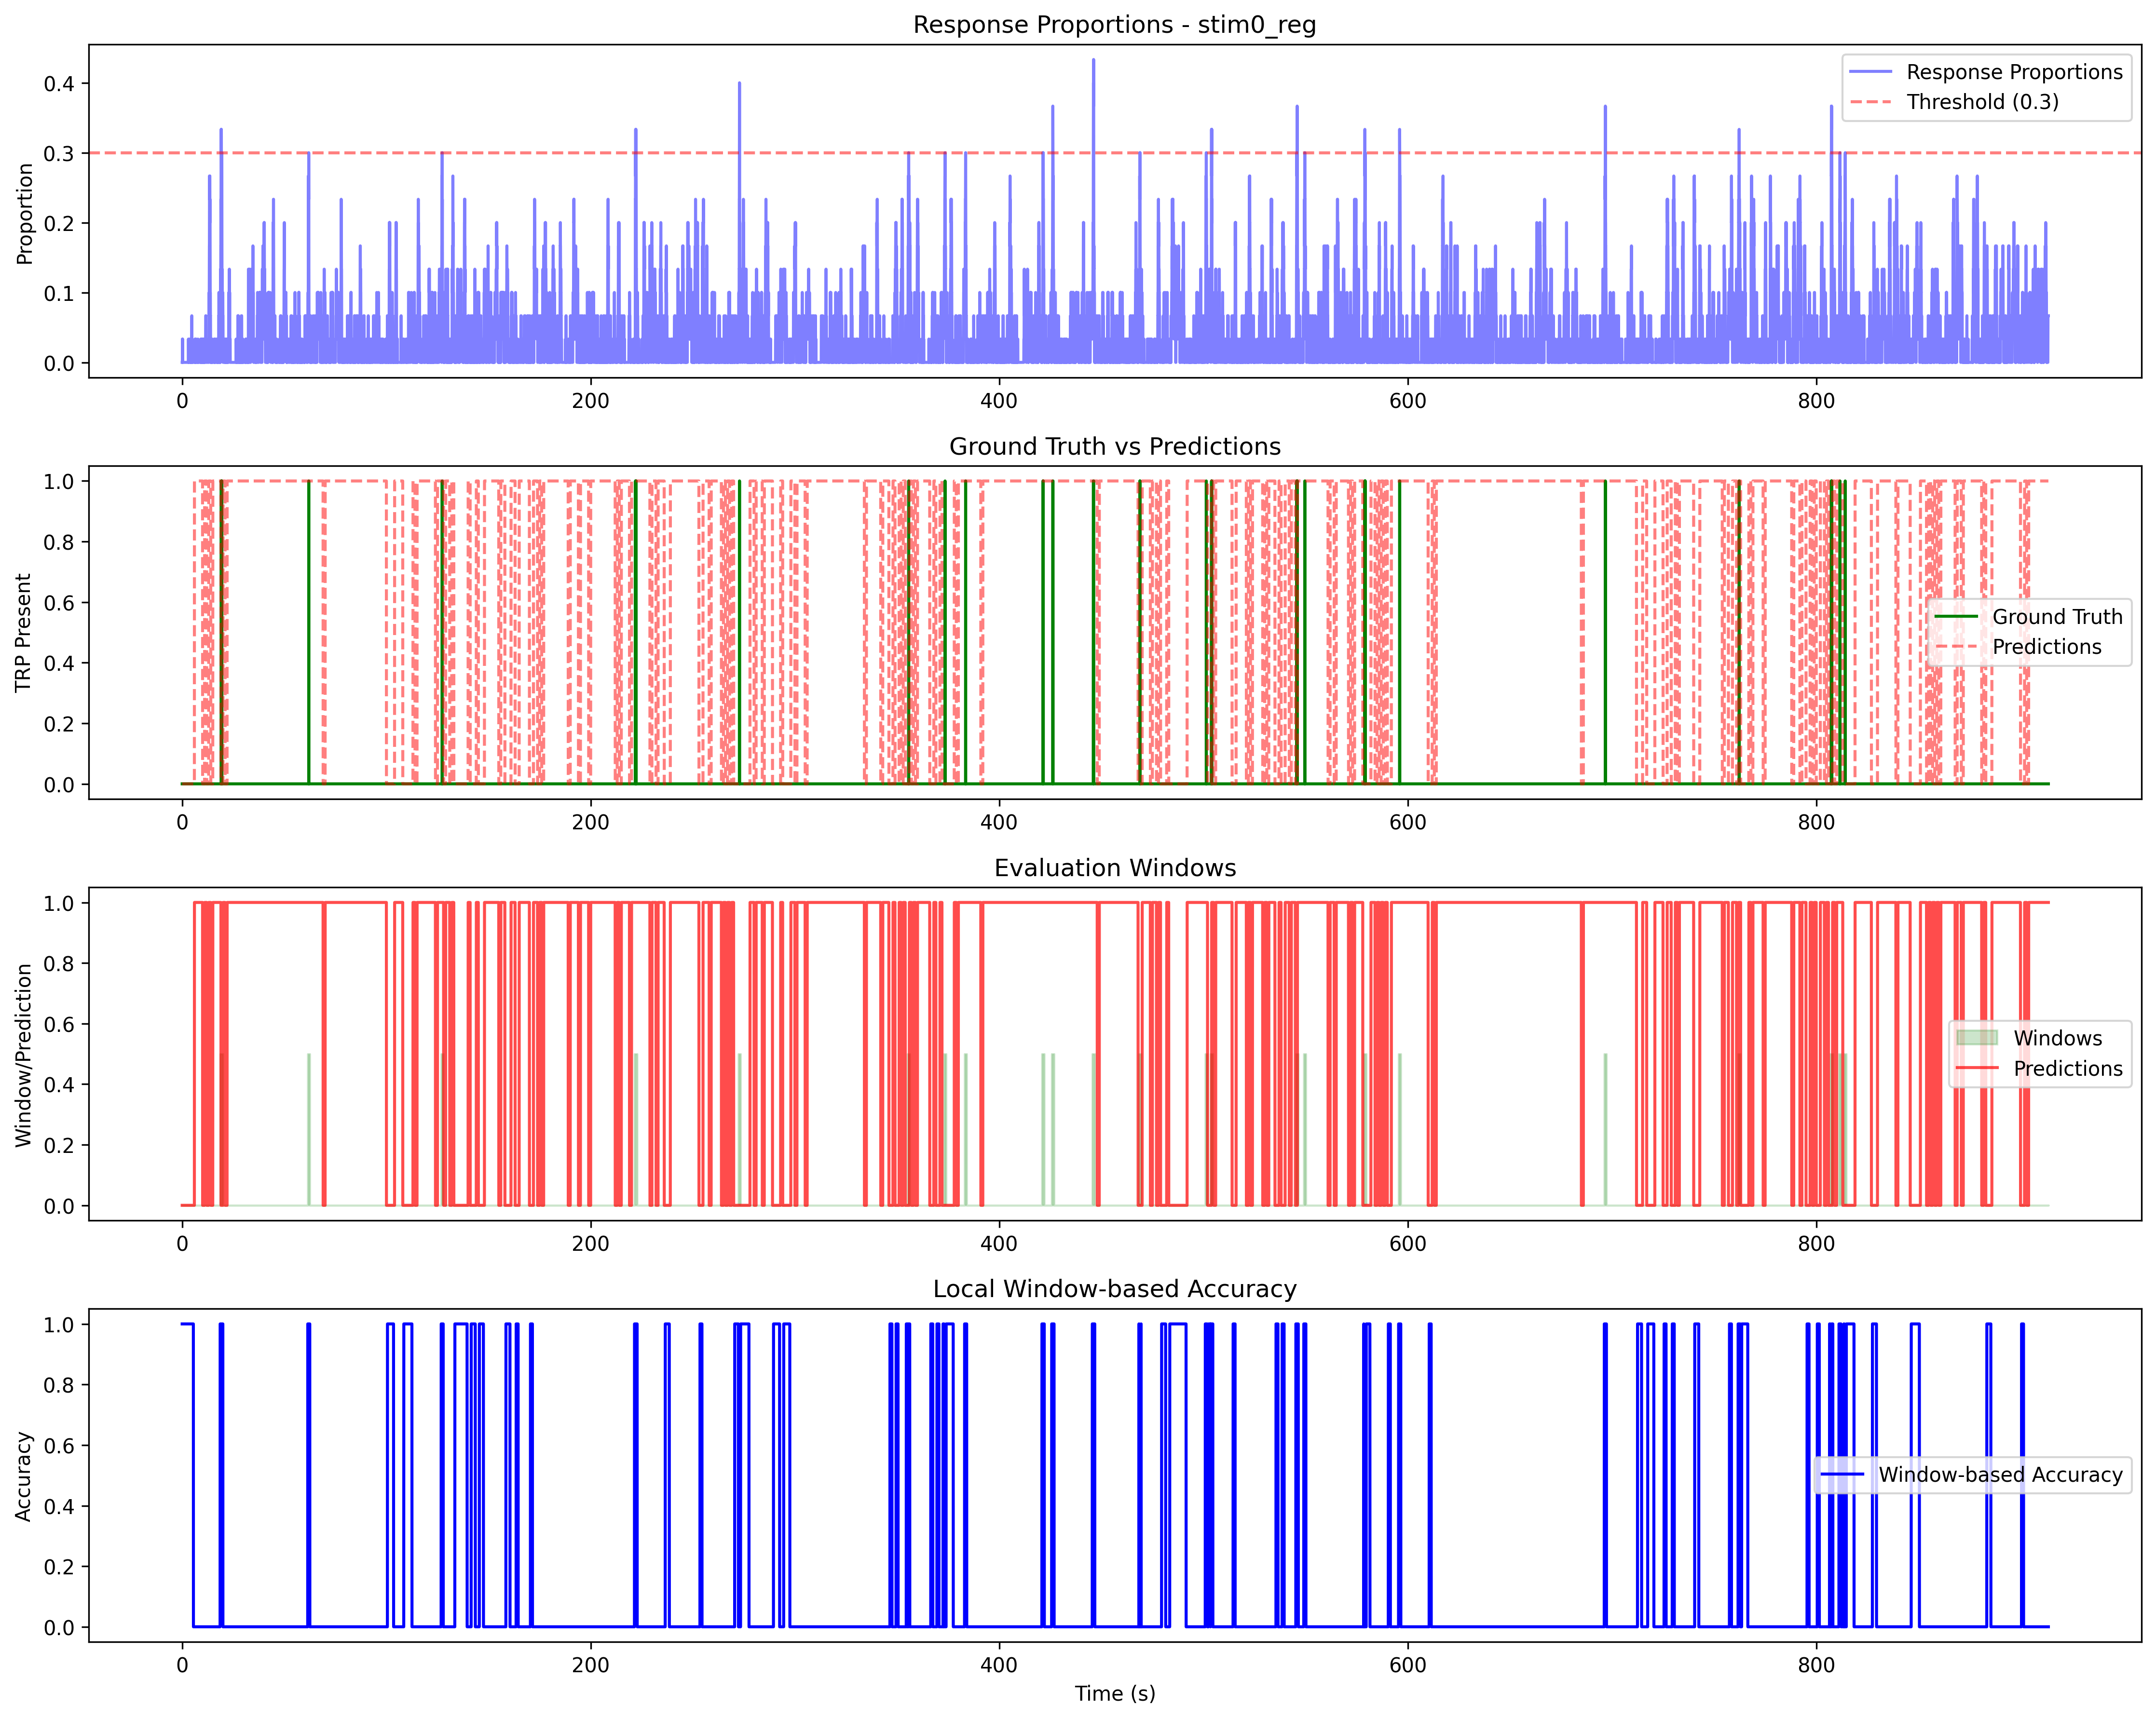 Response Proportions - stim0_reg
Response Proportions
Threshold (0.3)
Proportion
0.4
0.3
0.2
0.1
0.0
0 200 400 600 800
Ground Truth vs Predictions
TRP Present
1.0
0.8
0.6
0.4
0.2
0.0
Ground Truth
Predictions
0 200 400 600 800
Evaluation Windows
Window/Prediction
1.0
0.8
0.6
0.4
0.2
0.0
Windows
Predictions
0 200 400 600 800
Local Window-based Accuracy
Accuracy
1.0
0.8
0.6
0.4
0.2
0.0
Window-based Accuracy
0 200 400 600 800
Time (s)